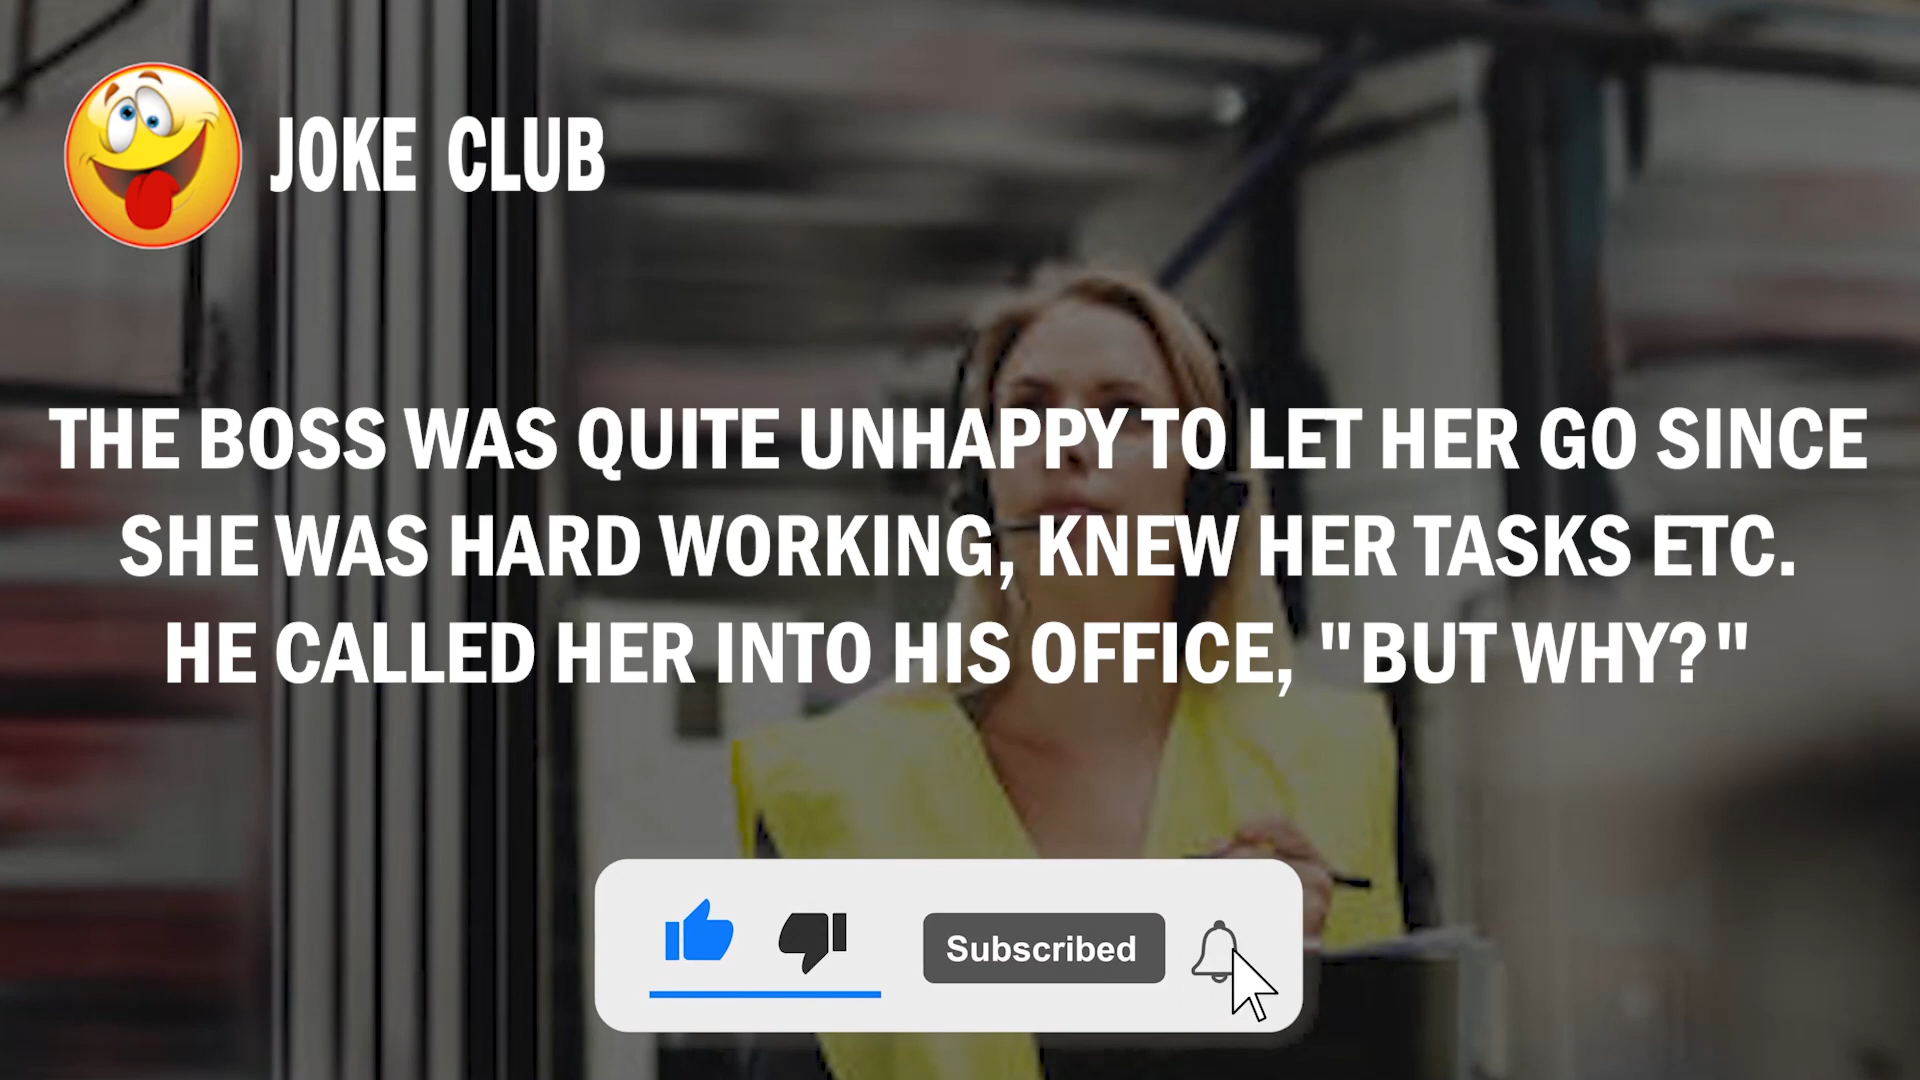 JOKE CLUB
THE BOSS WAS QUITE UNHAPPY TO LET HER GO SINCE
SHE WAS HARD WORKING, KNEW HER TASKS ETC.
HE CALLED HER INTO HIS OFFICE, "BUT WHY?"
Subscribed